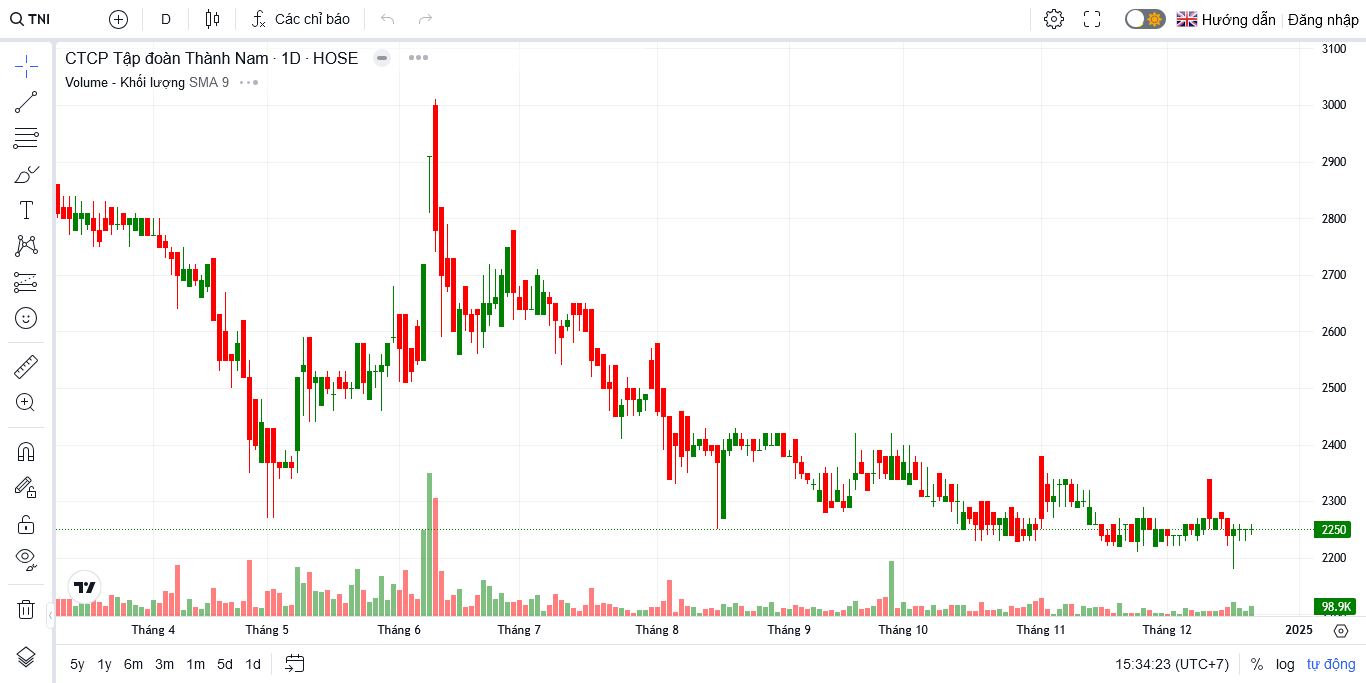 TNI D Các chỉ báo Hướng dẫn Đăng nhập
CTCP Tập đoàn Thành Nam · 1D · HOSE
Volume - Khối lượng SMA 9
3100
3000
2900
2800
2700
2600
2500
2400
2300
2250
2200
98.9K
Tháng 4 Tháng 5 Tháng 6 Tháng 7 Tháng 8 Tháng 9 Tháng 10 Tháng 11 Tháng 12 2025
5y 1y 6m 3m 1m 5d 1d 15:34:23 (UTC+7) % log tự động